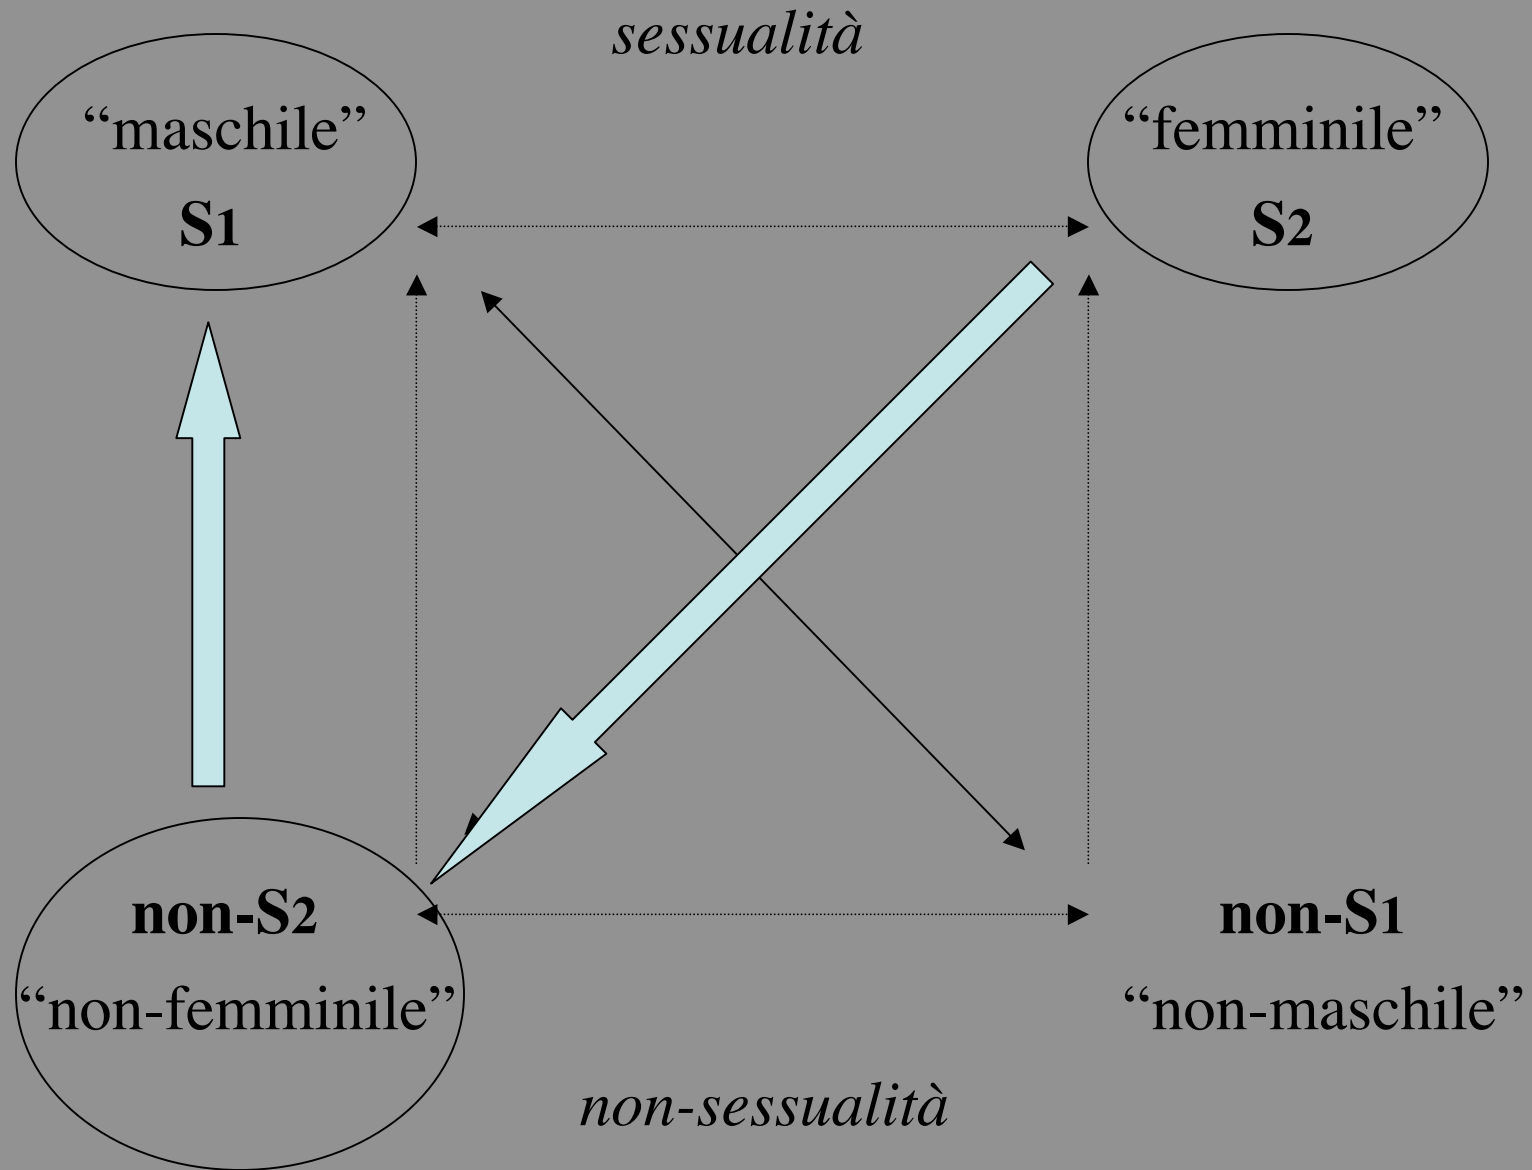 sessualità
“maschile” “femminile”
S1 S2
non-S2 non-S1
“non-femminile” “non-maschile”
non-sessualità